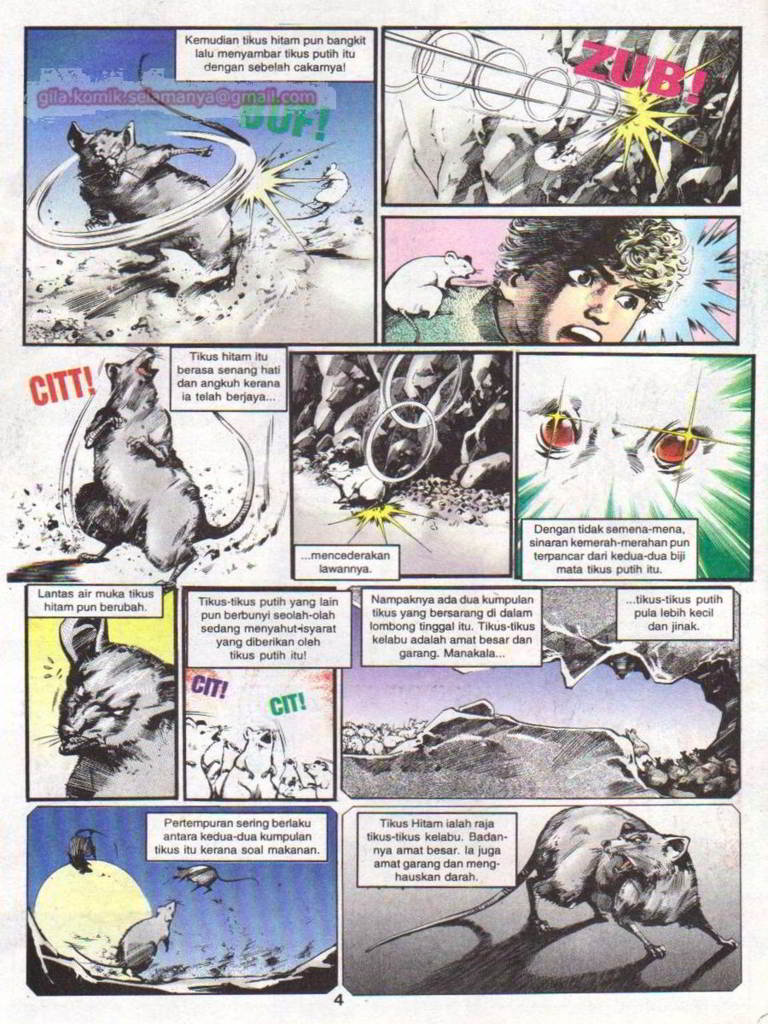 Kemudian tikus hitam pun bangkit
lalu menyambar tikus putih itu
dengan sebelah cakarnya!
gila.komik.selamanya@gmail.com
BUF!
ZUB!
CITT!
Tikus hitam itu
berasa senang hati
dan angkuh kerana
ia telah berjaya...
...mencederakan
lawannya.
Dengan tidak semena-mena,
sinaran kemerah-merahan pun
terpancar dari kedua-dua biji
mata tikus putih itu.
Lantas air muka tikus
hitam pun berubah.
Tikus-tikus putih yang lain
pun berbunyi seolah-olah
sedang menyahut-isyarat
yang diberikan oleh
tikus putih itu!
CIT!
CIT!
Nampaknya ada dua kumpulan
tikus yang bersarang di dalam
lombong tinggal itu. Tikus-tikus
kelabu adalah amat besar dan
garang. Manakala...
...tikus-tikus putih
pula lebih kecil
dan jinak.
Pertempuran sering berlaku
antara kedua-dua kumpulan
tikus itu kerana soal makanan.
Tikus Hitam ialah raja
tikus-tikus kelabu. Badan-
nya amat besar. Ia juga
amat garang dan meng-
hauskan darah.
4